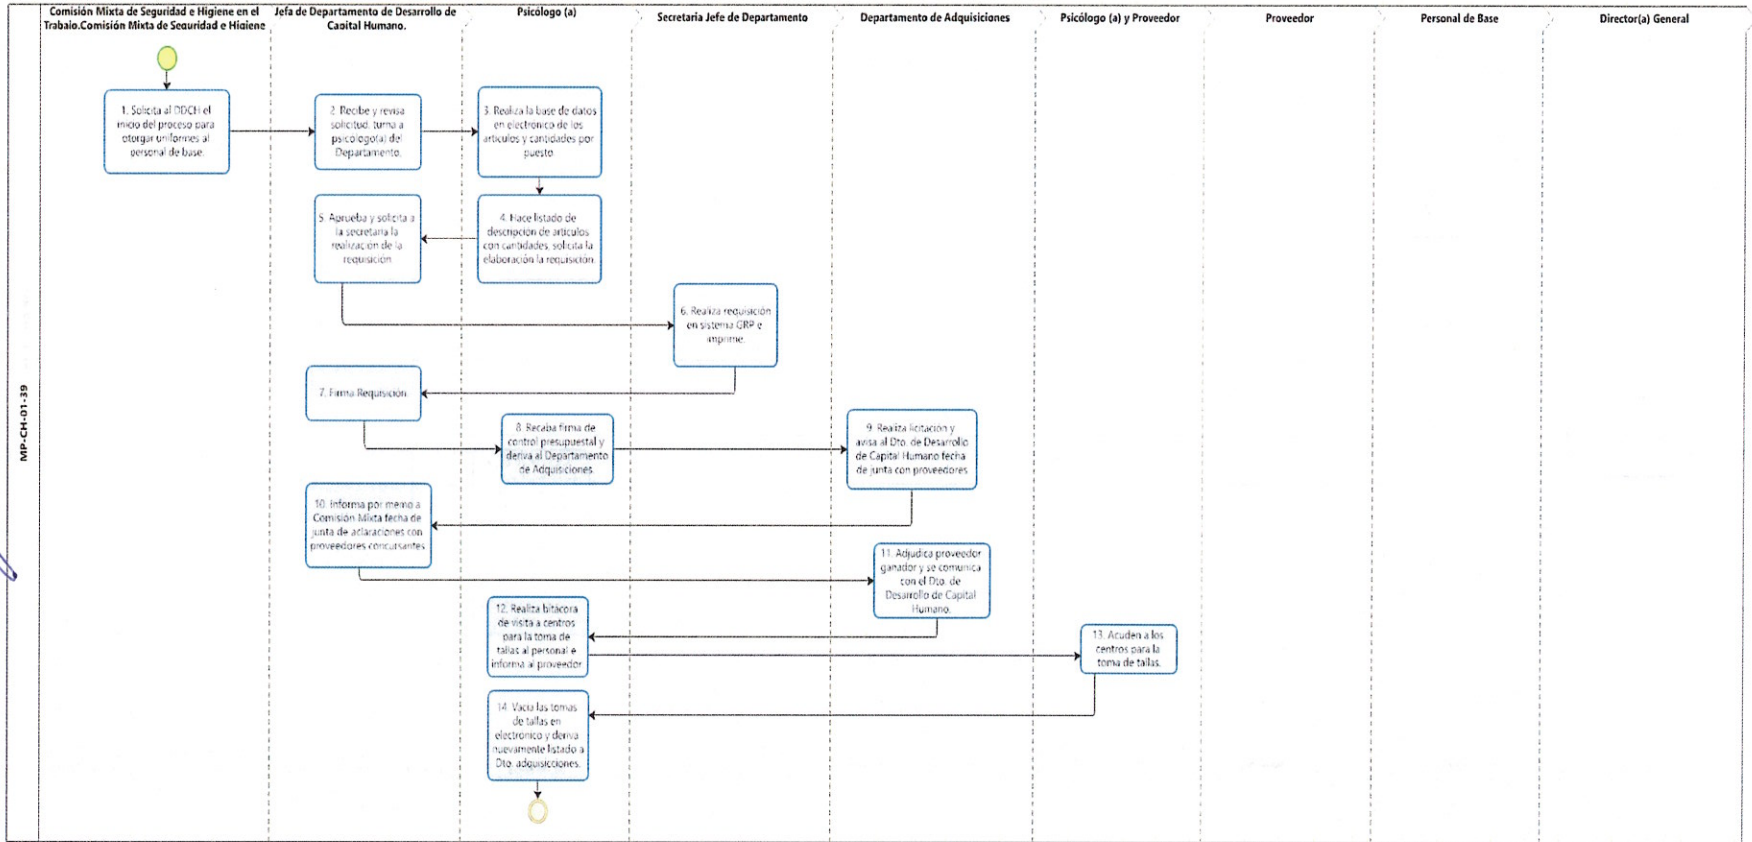 Comisión Mixta de Seguridad e Higiene en el
Trabajo.Comisión Mixta de Seguridad e Higiene
Jefa de Departamento de Desarrollo de
Capital Humano.
Psicólogo (a)
Secretaria Jefe de Departamento
Departamento de Adquisiciones
Psicólogo (a) y Proveedor
Proveedor
Personal de Base
Director(a) General
MP-CH-01-39
1. Solicita al DDCH el
inicio del proceso para
otorgar uniformes al
personal de base.
2. Recibe y revisa
solicitud, turna a
psicólogo(a) del
Departamento.
3. Realiza la base de datos
en electrónico de los
artículos y cantidades por
puesto
5. Aprueba y solicita a
la secretaria la
realización de la
requisición
4. Hace listado de
descripción de artículos
con cantidades, solicita la
elaboración la requisición.
6. Realiza requisición
en sistema GRP e
imprime.
7. Firma Requisición.
8. Recaba firma de
control presupuestal y
deriva al Departamento
de Adquisiciones
9. Realiza licitación y
avisa al Dto. de Desarrollo
de Capital Humano fecha
de junta con proveedores
10. Informa por memo a
Comisión Mixta fecha de
junta de aclaraciones con
proveedores concursantes
11. Adjudica proveedor
ganador y se comunica
con el Dto. de
Desarrollo de Capital
Humano.
12. Realiza bitácora
de visita a centros
para la toma de
tallas al personal e
informa al proveedor
13. Acuden a los
centros para la
toma de tallas.
14. Vacia las tomas
de tallas en
electrónico y deriva
nuevamente listado a
Dto. adquisicciones.